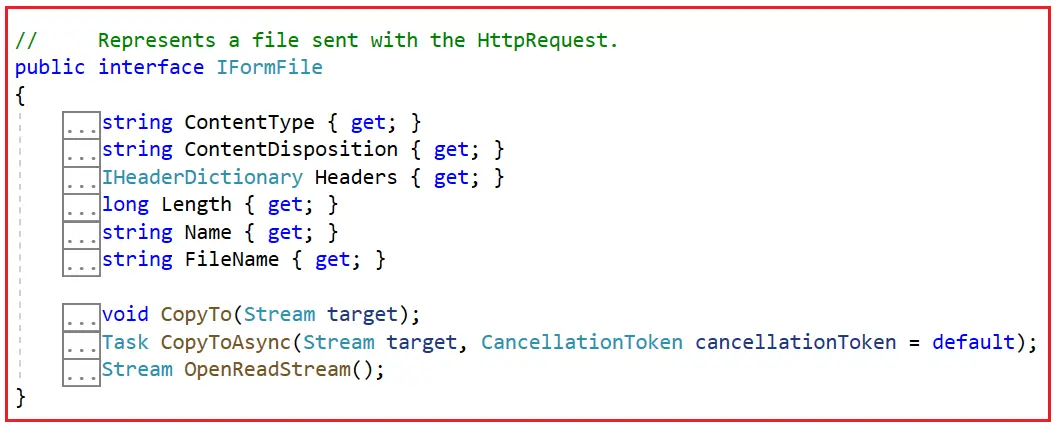 //     Represents a file sent with the HttpRequest.
public interface IFormFile
{
...string ContentType { get; }
...string ContentDisposition { get; }
...IHeaderDictionary Headers { get; }
...long Length { get; }
...string Name { get; }
...string FileName { get; }
...void CopyTo(Stream target);
...Task CopyToAsync(Stream target, CancellationToken cancellationToken = default);
...Stream OpenReadStream();
}